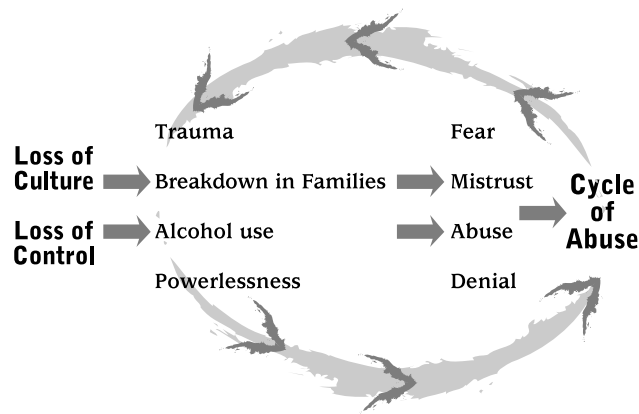 Trauma
Fear
Loss of
Culture
Breakdown in Families
Mistrust
Cycle
of
Abuse
Loss of
Control
Alcohol use
Abuse
Powerlessness
Denial